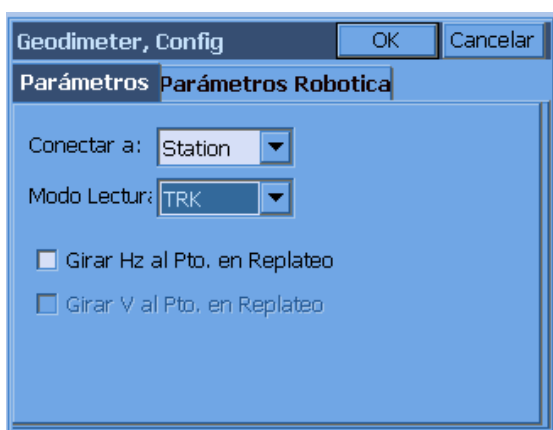 Geodimeter, Config OK Cancelar
Parámetros Parámetros Robotica
Conectar a: Station
Modo Lectura TRK
Girar Hz al Pto. en Replateo
Girar V al Pto. en Replateo